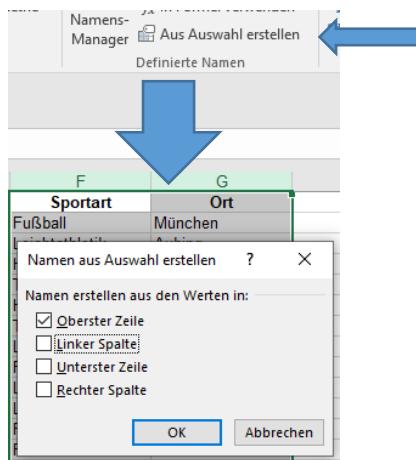 Namens-
Manager
Aus Auswahl erstellen
Definierte Namen
F G
Sportart Ort
Fußball München
Namen aus Auswahl erstellen ? ×
Namen erstellen aus den Werten in:
Oberster Zeile
Linker Spalte
Unterster Zeile
Rechter Spalte
OK Abbrechen